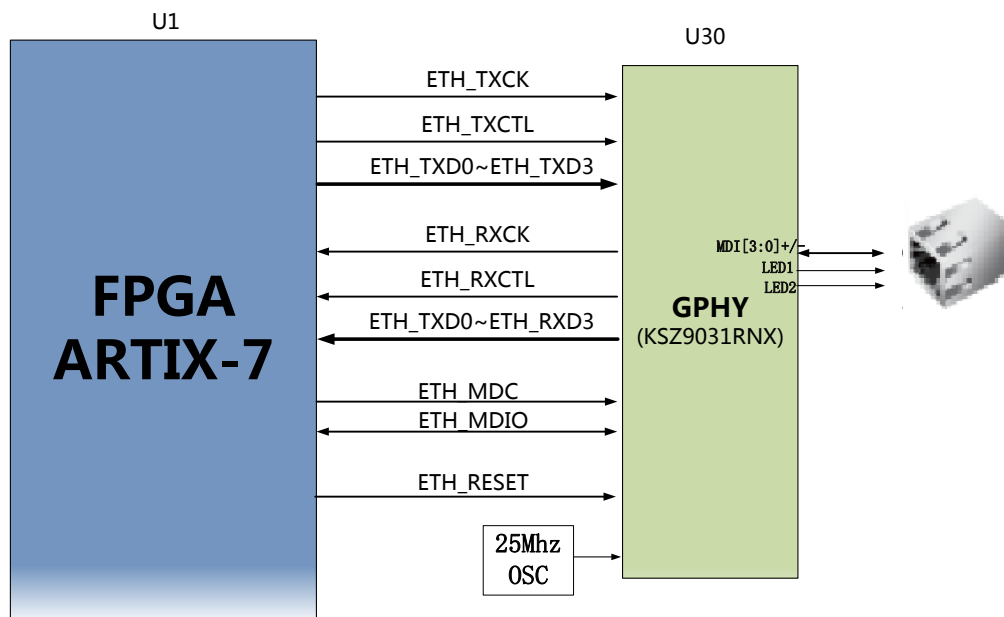 U1
U30
ETH_TXCK
ETH_TXCTL
ETH_TXD0~ETH_TXD3
ETH_RXCK
ETH_RXCTL
ETH_TXD0~ETH_RXD3
ETH_MDC
ETH_MDIO
ETH_RESET
FPGA
ARTIX-7
MDI[3:0]+/-
LED1
LED2
GPHY
(KSZ9031RNX)
25Mhz
OSC